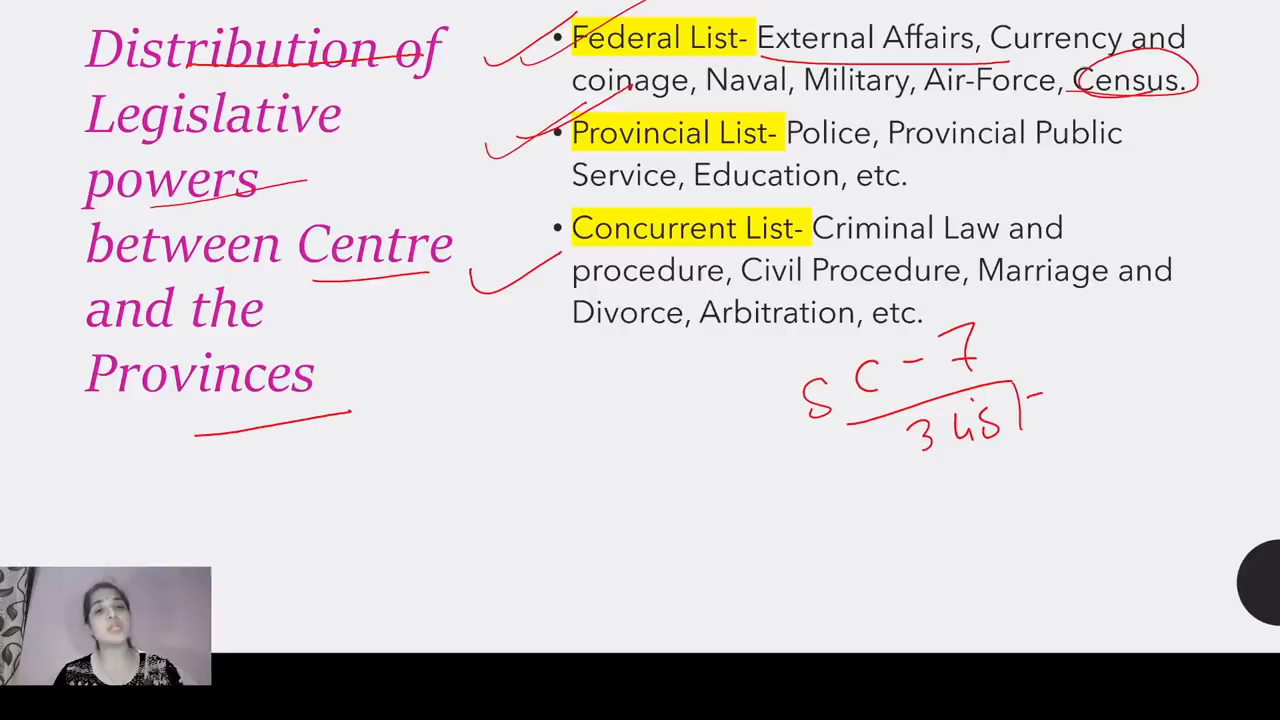 Distribution of
Legislative
powers
between Centre
and the
Provinces
• Federal List- External Affairs, Currency and
coinage, Naval, Military, Air-Force, Census.
• Provincial List- Police, Provincial Public
Service, Education, etc.
• Concurrent List- Criminal Law and
procedure, Civil Procedure, Marriage and
Divorce, Arbitration, etc.
SC - 7
3 list